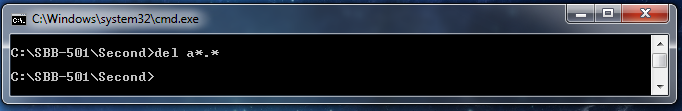 C:\Windows\system32\cmd.exe
C:\SBB-501\Second>del a*.*
C:\SBB-501\Second>